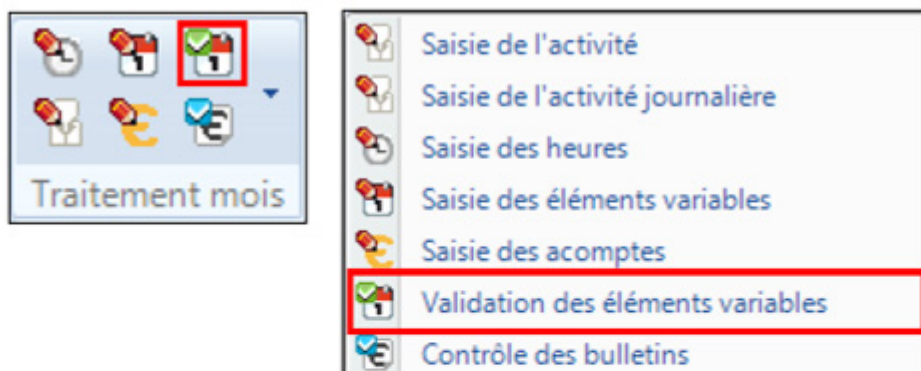 Traitement mois
Saisie de l'activité
Saisie de l'activité journalière
Saisie des heures
Saisie des éléments variables
Saisie des acomptes
Validation des éléments variables
Contrôle des bulletins